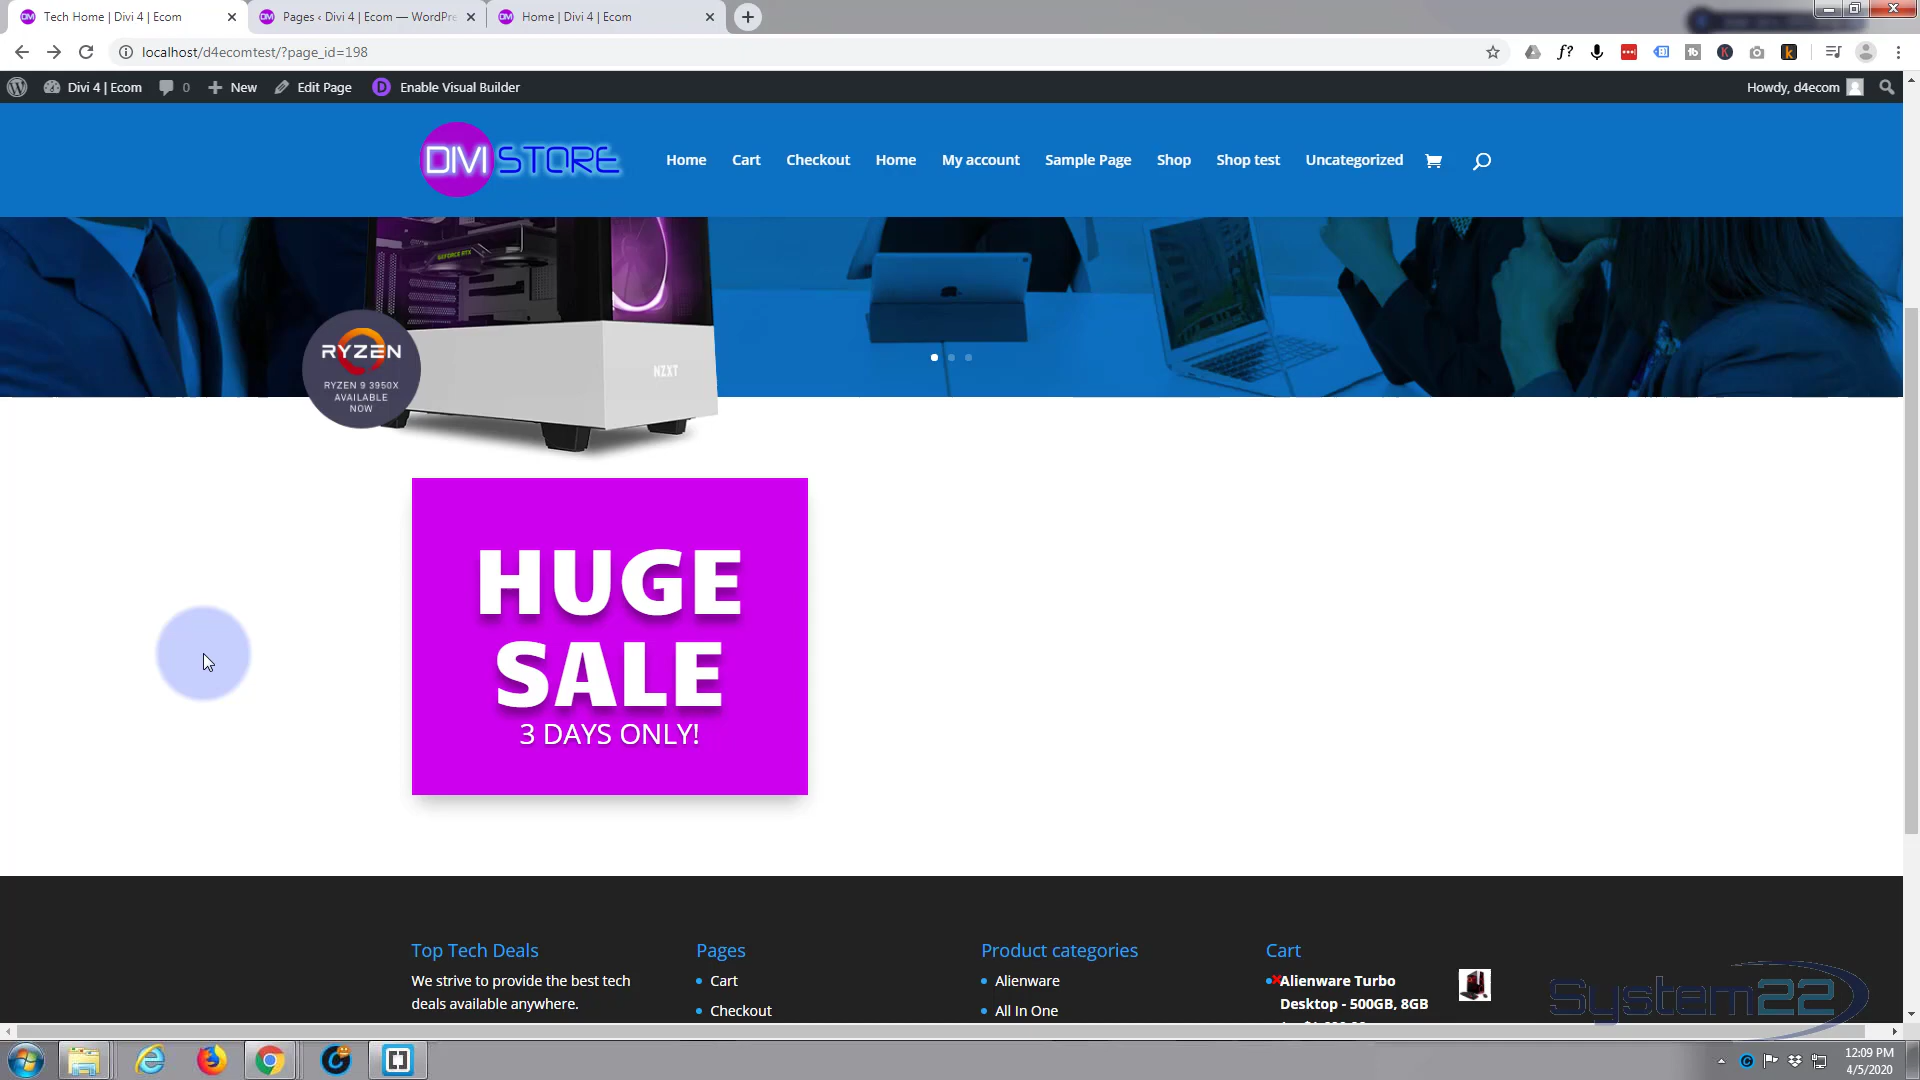 Tech Home | Divi 4 | Ecom
Pages ‹ Divi 4 | Ecom — WordPre
Home | Divi 4 | Ecom
localhost/d4ecomtest/?page_id=198
Divi 4 | Ecom
0
New
Edit Page
Enable Visual Builder
Howdy, d4ecom
DIVI STORE
Home
Cart
Checkout
Home
My account
Sample Page
Shop
Shop test
Uncategorized
GEFORCE RTX
NZXT
RYZEN
RYZEN 9 3950X
AVAILABLE
NOW
HUGE
SALE
3 DAYS ONLY!
Top Tech Deals
We strive to provide the best tech
deals available anywhere.
Pages
Cart
Checkout
Product categories
Alienware
All In One
Cart
Alienware Turbo
Desktop - 500GB, 8GB
System22
12:09 PM
4/5/2020